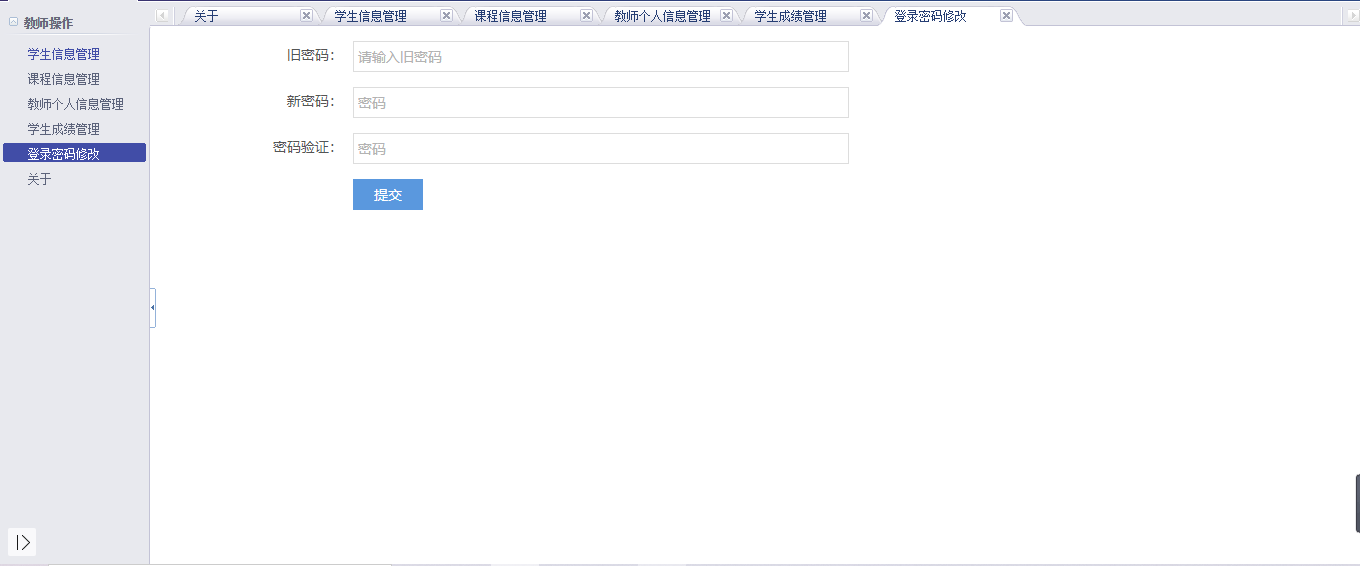 教师操作
学生信息管理
课程信息管理
教师个人信息管理
学生成绩管理
登录密码修改
关于
关于 学生信息管理 课程信息管理 教师个人信息管理 学生成绩管理 登录密码修改
旧密码： 请输入旧密码
新密码： 密码
密码验证： 密码
提交